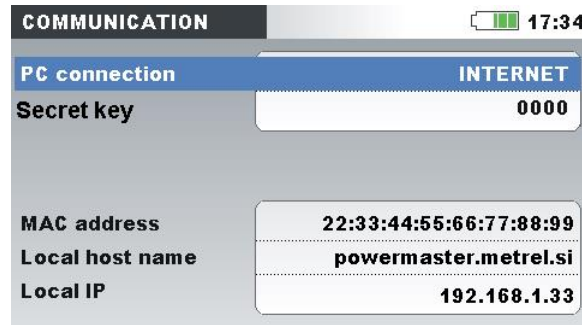 COMMUNICATION 17:34
PC connection INTERNET
Secret key 0000
MAC address 22:33:44:55:66:77:88:99
Local host name powermaster.metrel.si
Local IP 192.168.1.33